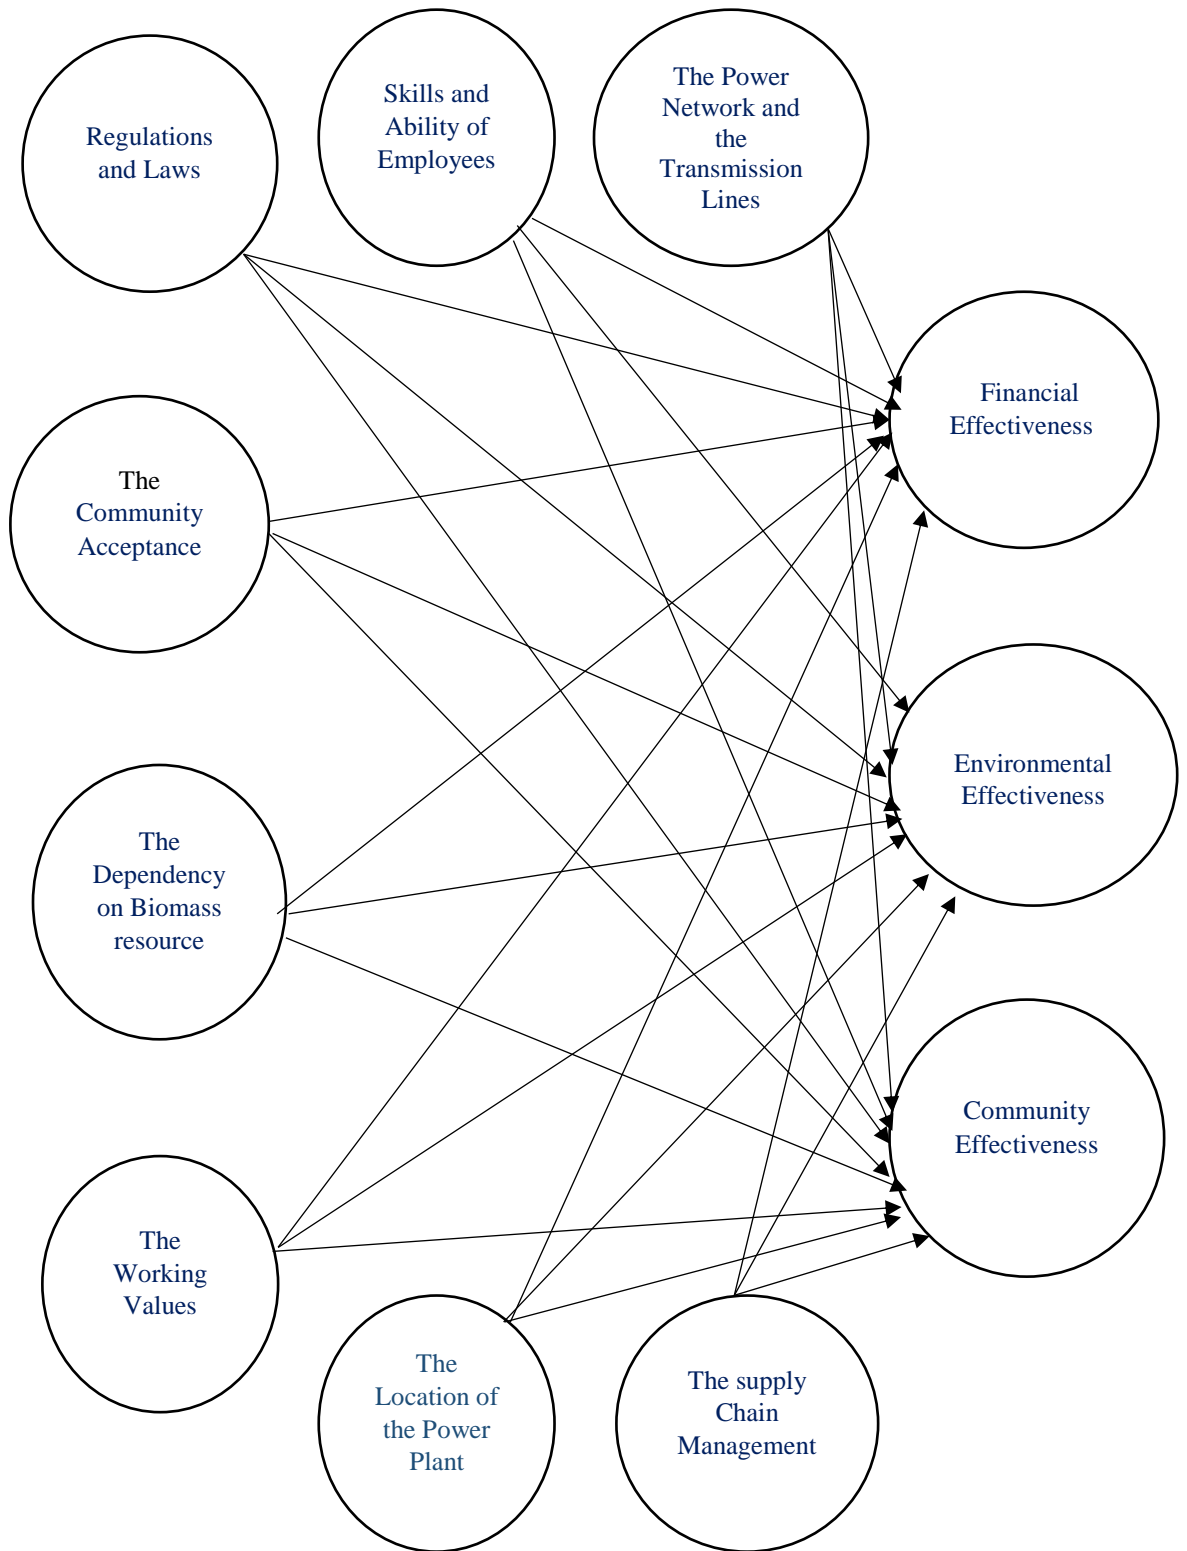 Regulations
and Laws
Skills and
Ability of
Employees
The Power
Network and
the
Transmission
Lines
Financial
Effectiveness
The
Community
Acceptance
Environmental
Effectiveness
The
Dependency
on Biomass
resource
Community
Effectiveness
The
Working
Values
The
Location of
the Power
Plant
The supply
Chain
Management